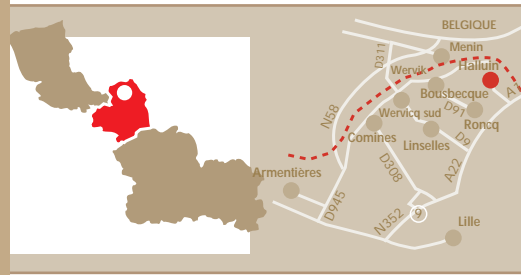 BELGIQUE
Menin
D311
Halluin
Wervik
A2
Bousbecque
D91
N58
Wervicq sud
Roncq
Comines
D9
Linselles
D308
A22
Armentières
D945
9
N352
Lille